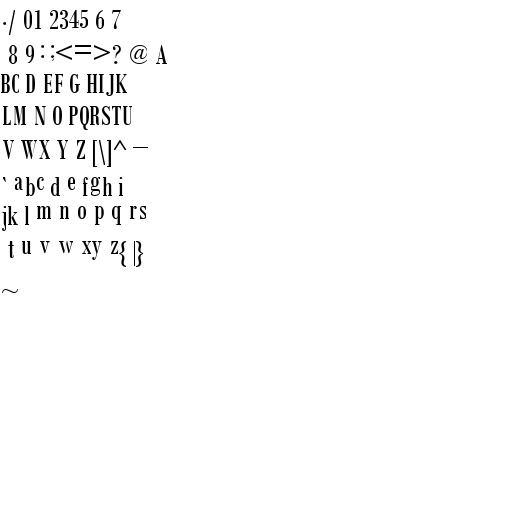 ./ 01 2345 6 7
8 9 : ; < = > ? @ A
BC D EF G HIJK
LM N O PQRSTU
V WX Y Z [\]^ _
` abc d e fgh i
jk l m n o p q rs
t u v w xy z{ |}
~